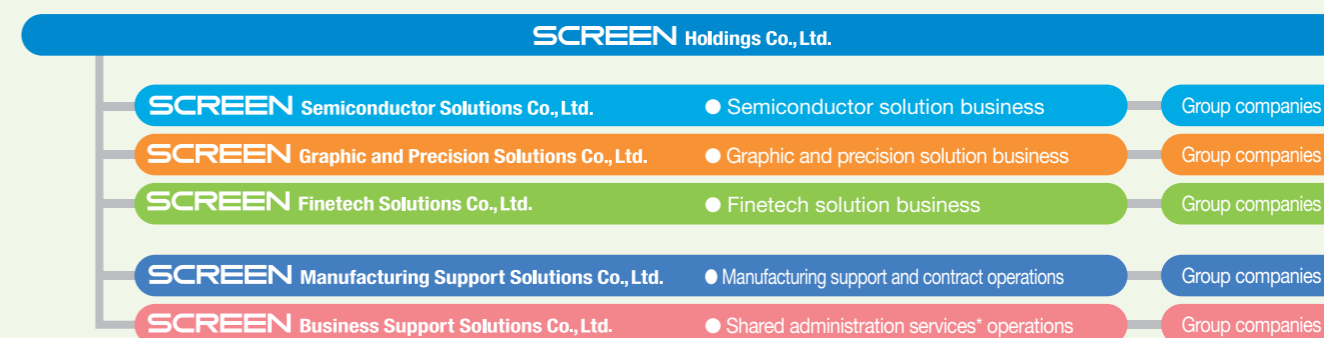 SCREEN Holdings Co., Ltd.
SCREEN Semiconductor Solutions Co., Ltd. ● Semiconductor solution business Group companies
SCREEN Graphic and Precision Solutions Co., Ltd. ● Graphic and precision solution business Group companies
SCREEN Finetech Solutions Co., Ltd. ● Finetech solution business Group companies
SCREEN Manufacturing Support Solutions Co., Ltd. ● Manufacturing support and contract operations Group companies
SCREEN Business Support Solutions Co., Ltd. ● Shared administration services* operations Group companies